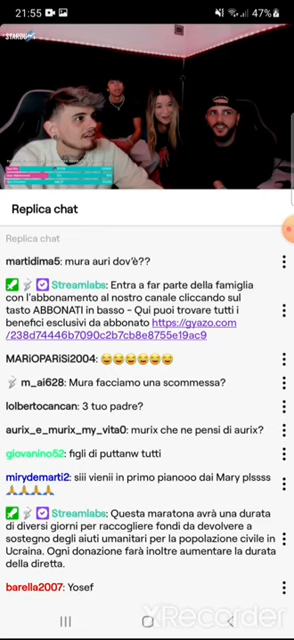 21:55
47%
STARDUST
Replica chat
Replica chat
martidima5: mura auri dov'è??
Streamlabs: Entra a far parte della famiglia
con l'abbonamento al nostro canale cliccando sul
tasto ABBONATI in basso - Qui puoi trovare tutti i
benefici esclusivi da abbonato https://gyazo.com
/238d74446b7090c2b7cb8e8755e19ac9
MARiOPARiSi2004: 😂😂😂😂😂😂
m_ai628: Mura facciamo una scommessa?
lolbertocancan: 3 tuo padre?
aurix_e_murix_my_vita0: murix che ne pensi di aurix?
giovanino52: figli di puttanw tutti
mirydemarti2: siii vienii in primo pianooo dai Mary plssss
🙏🙏🙏🙏
Streamlabs: Questa maratona avrà una durata
di diversi giorni per raccogliere fondi da devolvere a
sostegno degli aiuti umanitari per la popolazione civile in
Ucraina. Ogni donazione farà inoltre aumentare la durata
della diretta.
barella2007: Yosef
XRecorder